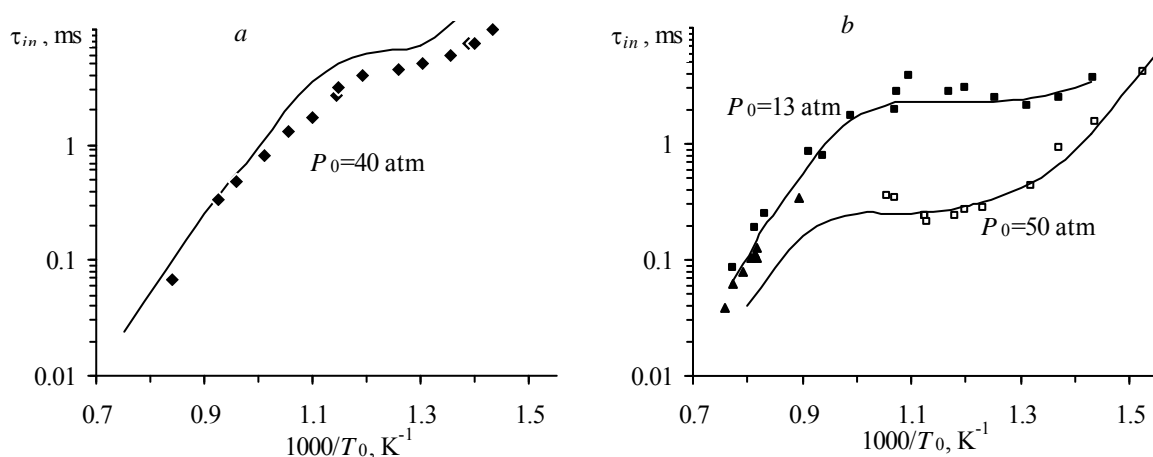 τin , ms
a
1
0.1
0.01
P0=40 atm
0.7 0.9 1.1 1.3 1.5
1000/T0, K-1
τin , ms
b
1
0.1
0.01
P0=13 atm
P0=50 atm
0.7 0.9 1.1 1.3 1.5
1000/T0, K-1